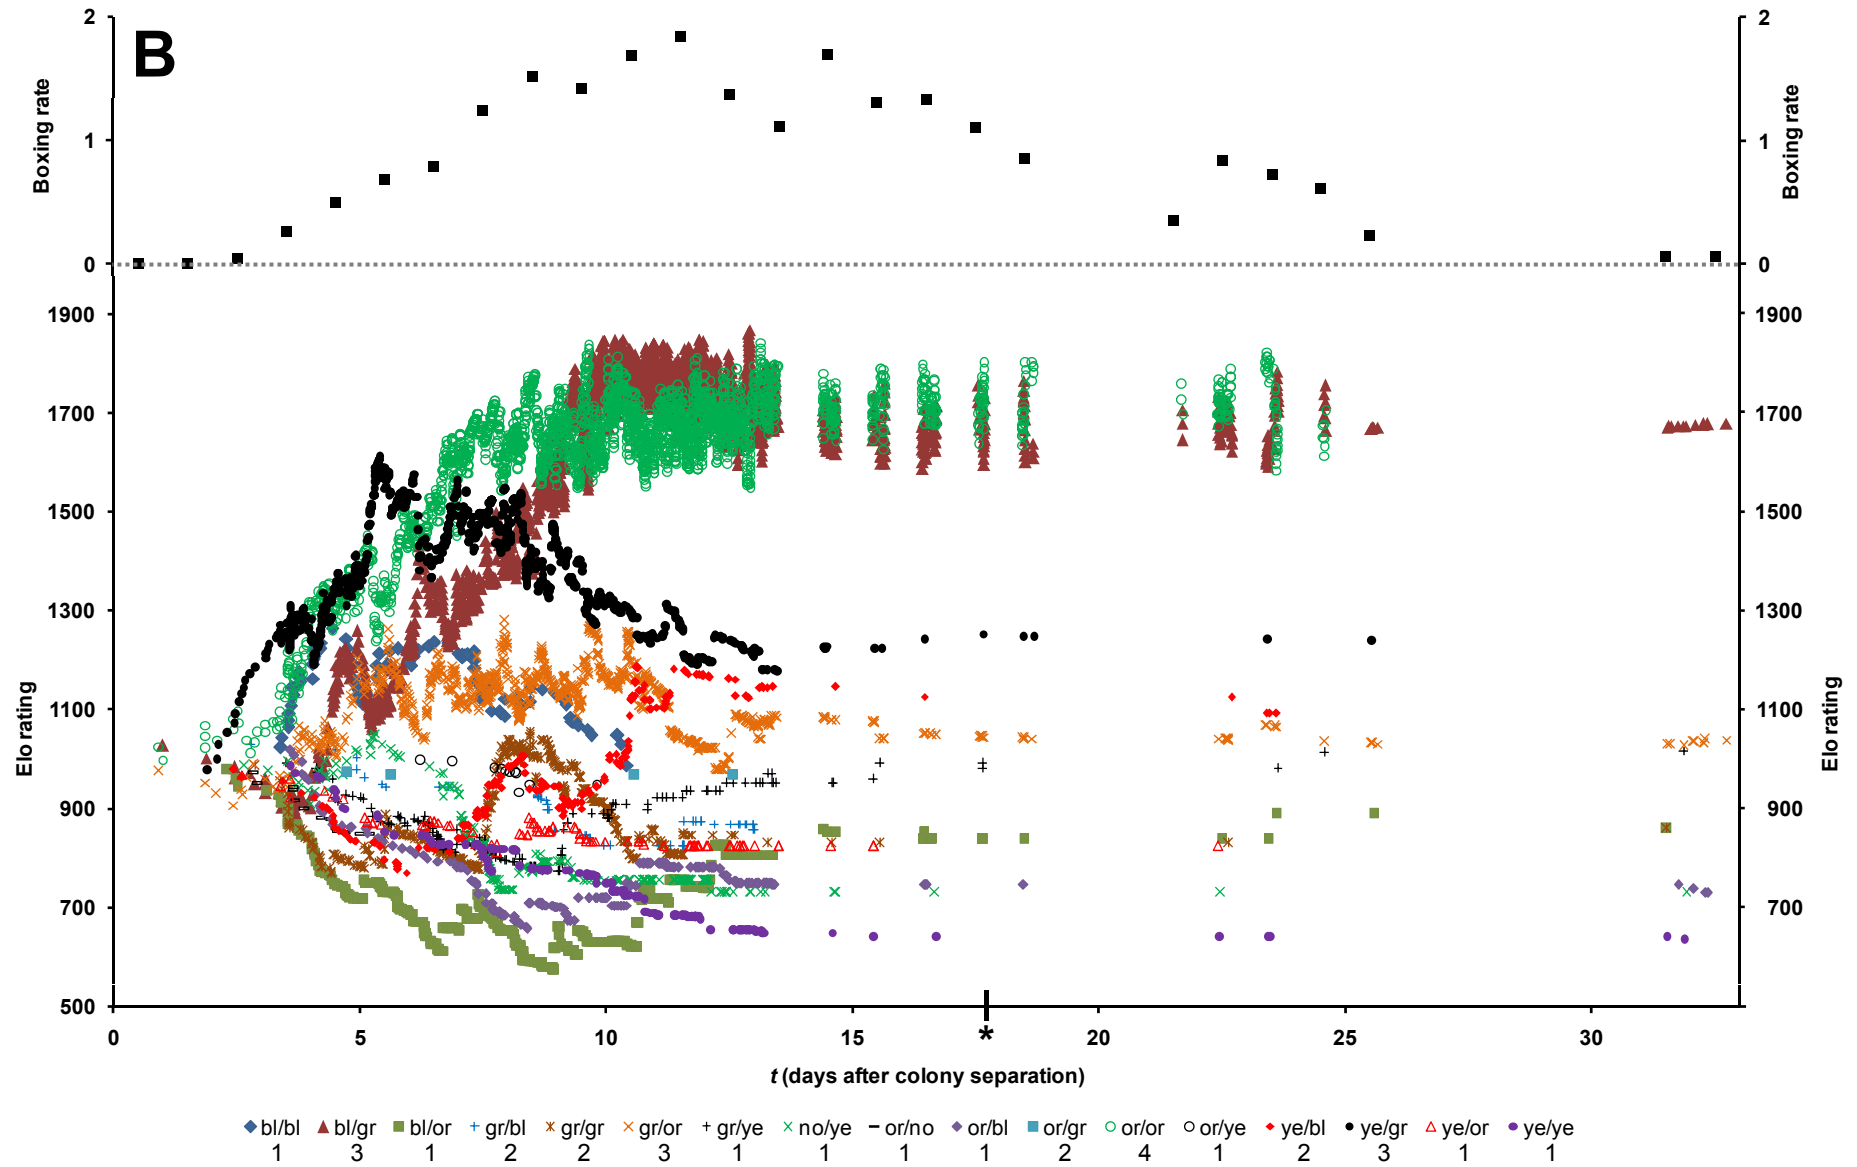 B
2 2
Boxing rate Boxing rate
1 1
0 0
1900 1900
1700 1700
1500 1500
1300 1300
Elo rating Elo rating
1100 1100
900 900
700 700
500
0 5 10 15 * 20 25 30
t (days after colony separation)
bl/bl bl/gr bl/or gr/bl gr/gr gr/or gr/ye no/ye or/no or/bl or/gr or/or or/ye ye/bl ye/gr ye/or ye/ye
1 3 1 2 2 3 1 1 1 1 2 4 1 2 3 1 1